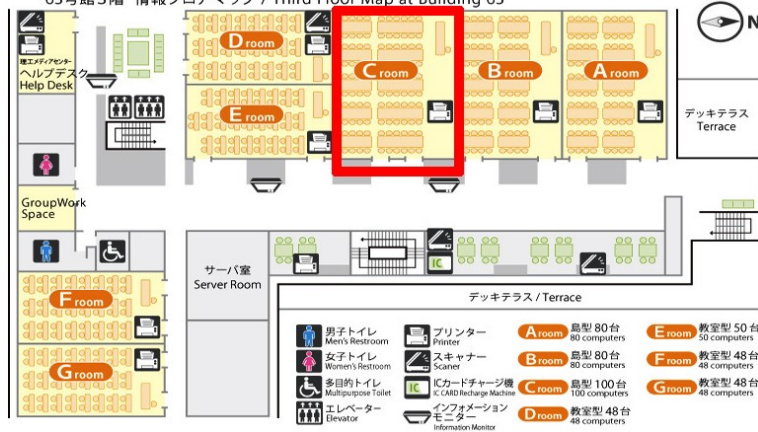 63号館3階 情報フロアマップ / Third Floor Map at Building 63
N
理工メディアセンター
ヘルプデスク
Help Desk
D room
C room
B room
A room
E room
デッキテラス
Terrace
GroupWork
Space
サーバ室
Server Room
IC
デッキテラス / Terrace
F room
G room
男子トイレ
Men's Restroom
女子トイレ
Women's Restroom
多目的トイレ
Multipurpose Toilet
エレベーター
Elevator
プリンター
Printer
スキャナー
Scaner
IC
ICカードチャージ機
IC CARD Recharge Machine
インフォメーション
モニター
Information Monitor
A room 島型 80台
80 computers
B room 島型 80台
80 computers
C room 島型 100台
100 computers
D room 教室型 48台
48 computers
E room 教室型 50台
50 computers
F room 教室型 48台
48 computers
G room 教室型 48台
48 computers